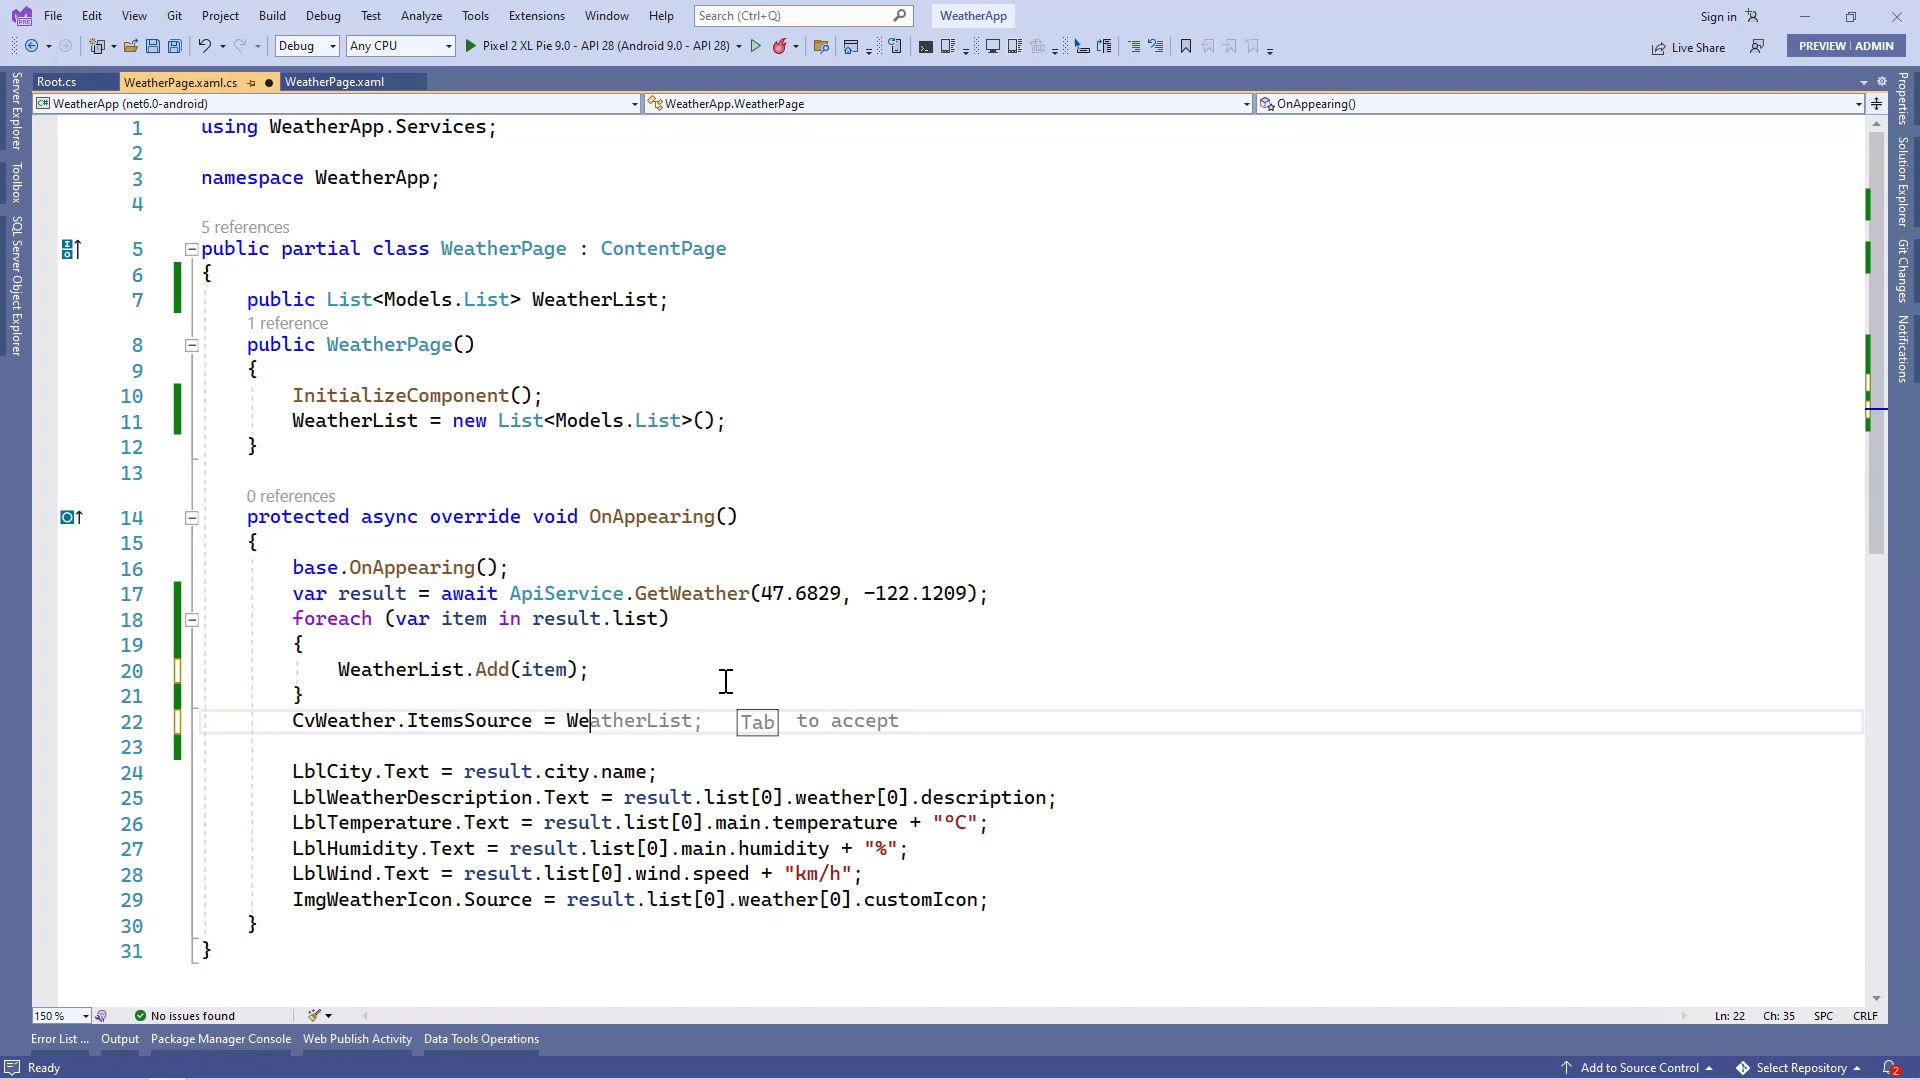 File Edit View Git Project Build Debug Test Analyze Tools Extensions Window Help Search (Ctrl+Q) WeatherApp Sign in
Debug Any CPU Pixel 2 XL Pie 9.0 - API 28 (Android 9.0 - API 28) Live Share PREVIEW | ADMIN
Root.cs WeatherPage.xaml.cs WeatherPage.xaml
WeatherApp (net6.0-android) WeatherApp.WeatherPage OnAppearing()
Server Explorer
Toolbox
SQL Server Object Explorer
Properties
Solution Explorer
Git Changes
Notifications
1 using WeatherApp.Services;
2
3 namespace WeatherApp;
4
5 references
5 public partial class WeatherPage : ContentPage
6 {
7 public List<Models.List> WeatherList;
1 reference
8 public WeatherPage()
9 {
10 InitializeComponent();
11 WeatherList = new List<Models.List>();
12 }
13
0 references
14 protected async override void OnAppearing()
15 {
16 base.OnAppearing();
17 var result = await ApiService.GetWeather(47.6829, -122.1209);
18 foreach (var item in result.list)
19 {
20 WeatherList.Add(item);
21 }
22 CvWeather.ItemsSource = WeatherList; Tab to accept
23
24 LblCity.Text = result.city.name;
25 LblWeatherDescription.Text = result.list[0].weather[0].description;
26 LblTemperature.Text = result.list[0].main.temperature + "°C";
27 LblHumidity.Text = result.list[0].main.humidity + "%";
28 LblWind.Text = result.list[0].wind.speed + "km/h";
29 ImgWeatherIcon.Source = result.list[0].weather[0].customIcon;
30 }
31 }
150 % No issues found Ln: 22 Ch: 35 SPC CRLF
Error List ... Output Package Manager Console Web Publish Activity Data Tools Operations
Ready Add to Source Control Select Repository 2